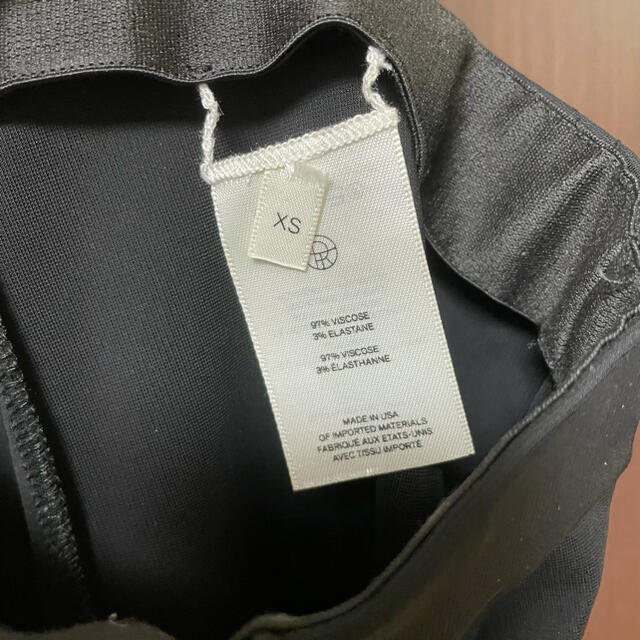 XS
97% VISCOSE
3% ELASTANE
97% VISCOSE
3% ÉLASTHANNE
MADE IN USA
OF IMPORTED MATERIALS
FABRIQUÉ AUX ETATS-UNIS
AVEC TISSU IMPORTÉ